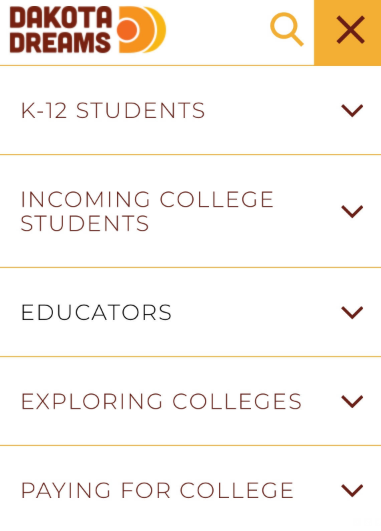 DAKOTA
DREAMS
K-12 STUDENTS
INCOMING COLLEGE
STUDENTS
EDUCATORS
EXPLORING COLLEGES
PAYING FOR COLLEGE